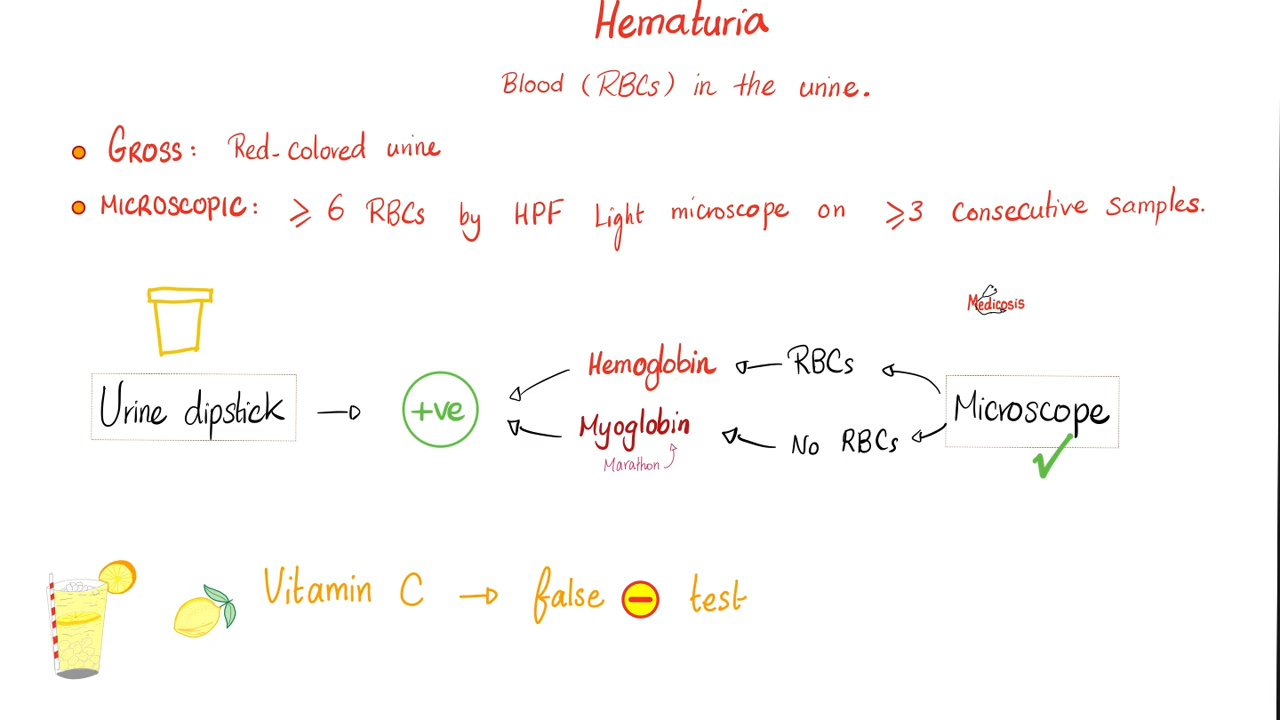 Hematuria
Blood (RBCs) in the urine.
GROSS: Red-colored urine
MICROSCOPIC: ⩾ 6 RBCs by HPF Light microscope on ⩾3 consecutive samples.
Medicosis
Hemoglobin RBCs
Urine dipstick → +ve Microscope ✓
Myoglobin No RBCs
Marathon
Vitamin C → false − test